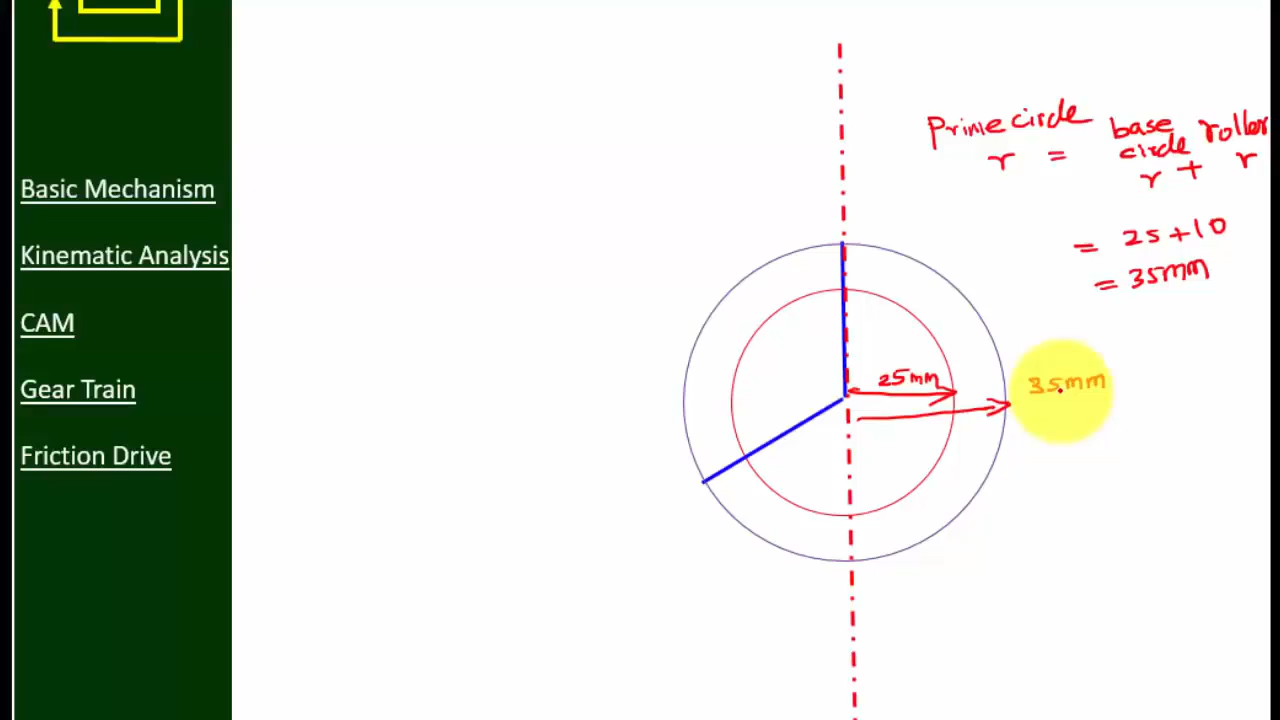 Basic Mechanism
Kinematic Analysis
CAM
Gear Train
Friction Drive
Prime circle base roller
r = circle
r + r
= 25+10
= 35mm
25mm
35mm